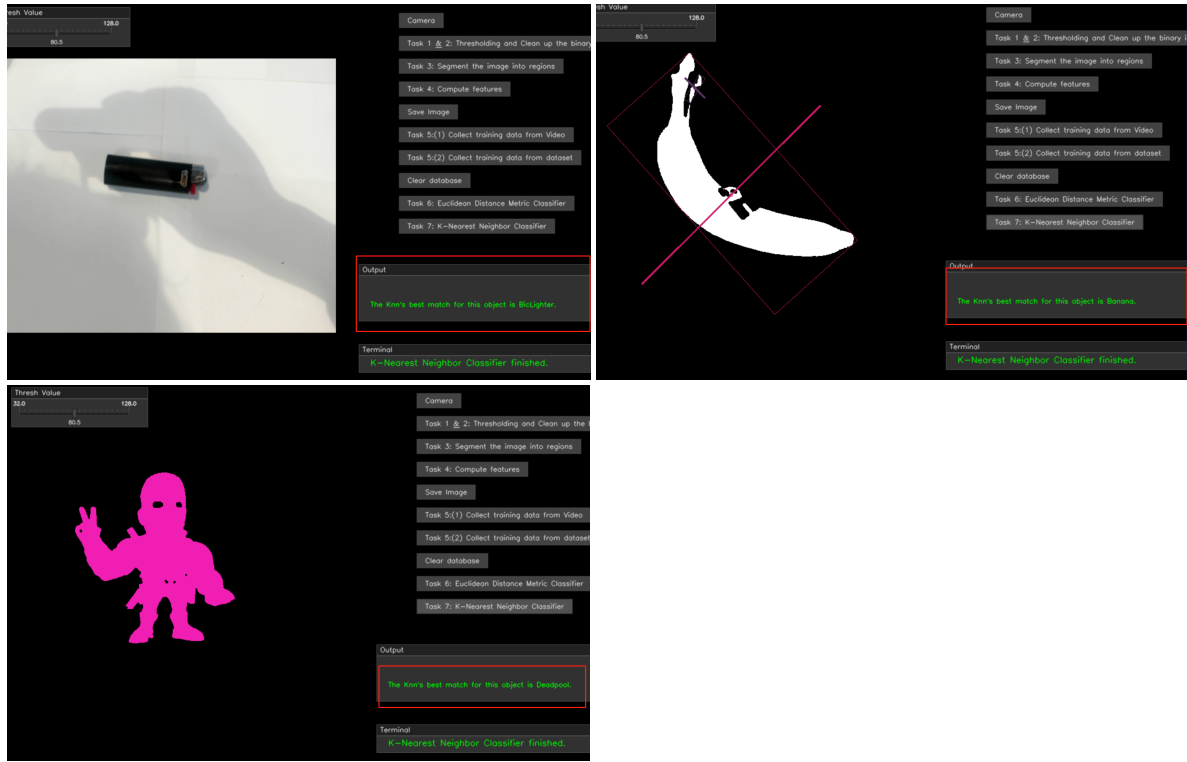 resh Value
128.0
80.5
Camera
Task 1 & 2: Thresholding and Clean up the binary
Task 3: Segment the image into regions
Task 4: Compute features
Save Image
Task 5:(1) Collect training data from Video
Task 5:(2) Collect training data from dataset
Clear database
Task 6: Euclidean Distance Metric Classifier
Task 7: K-Nearest Neighbor Classifier
Output
The Knn's best match for this object is BicLighter.
Terminal
K-Nearest Neighbor Classifier finished.
sh Value
128.0
80.5
Camera
Task 1 & 2: Thresholding and Clean up the binary i
Task 3: Segment the image into regions
Task 4: Compute features
Save Image
Task 5:(1) Collect training data from Video
Task 5:(2) Collect training data from dataset
Clear database
Task 6: Euclidean Distance Metric Classifier
Task 7: K-Nearest Neighbor Classifier
Output
The Knn's best match for this object is Banana.
Terminal
K-Nearest Neighbor Classifier finished.
Thresh Value
32.0 128.0
80.5
Camera
Task 1 & 2: Thresholding and Clean up the
Task 3: Segment the image into regions
Task 4: Compute features
Save Image
Task 5:(1) Collect training data from Video
Task 5:(2) Collect training data from dataset
Clear database
Task 6: Euclidean Distance Metric Classifier
Task 7: K-Nearest Neighbor Classifier
Output
The Knn's best match for this object is Deadpool.
Terminal
K-Nearest Neighbor Classifier finished.